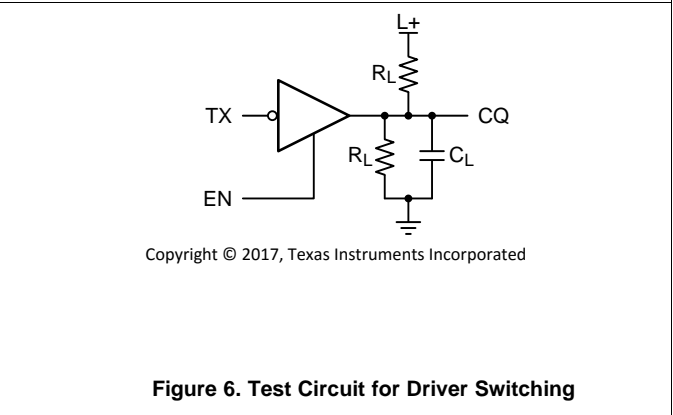 L+
RL
TX
CQ
RL
CL
EN
Copyright © 2017, Texas Instruments Incorporated
Figure 6. Test Circuit for Driver Switching